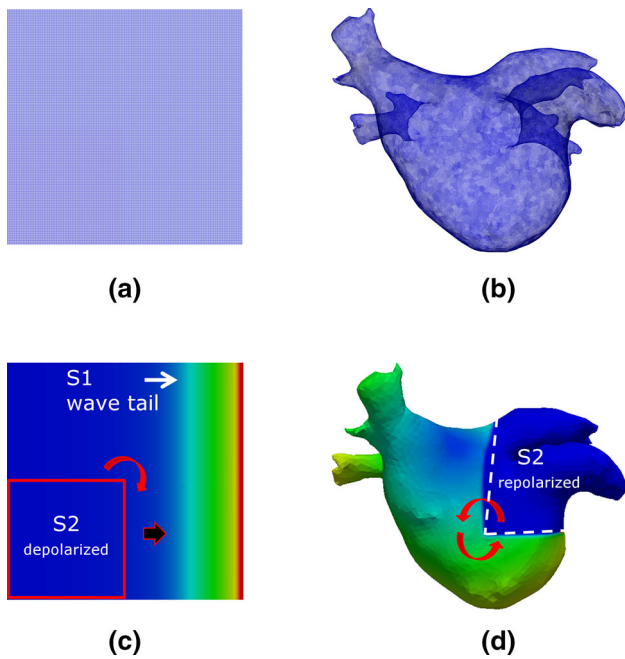 (a)
(b)
S1
wave tail
S2
depolarized
S2
repolarized
(c)
(d)